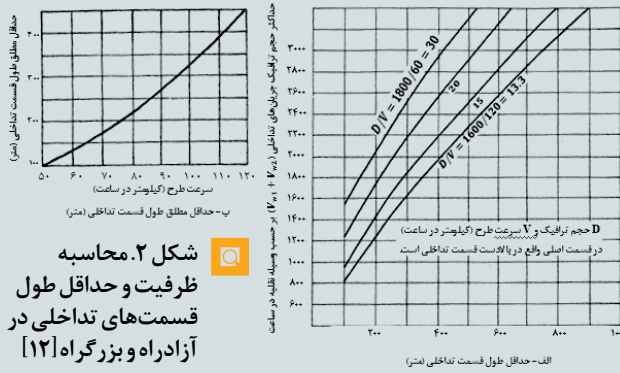 حداقل مطلق طول قسمت تداخلی (متر)
۴۰۰
۳۰۰
۲۰۰
۱۰۰
۵۰ ۶۰ ۷۰ ۸۰ ۹۰ ۱۰۰ ۱۱۰ ۱۲۰
سرعت طرح (کیلومتر در ساعت)
ب- حداقل مطلق طول قسمت تداخلی (متر)
شکل ۲. محاسبه
ظرفیت و حداقل طول
قسمت‌های تداخلی در
آزادراه و بزرگراه [۱۲]
حداکثر حجم ترافیک جریان‌های تداخلی (Vw1 + Vw2) بر حسب وسیله نقلیه در ساعت
۳۰۰۰
۲۸۰۰
۲۶۰۰
۲۴۰۰
۲۲۰۰
۲۰۰۰
۱۸۰۰
۱۶۰۰
۱۴۰۰
۱۲۰۰
۱۰۰۰
۸۰۰
۶۰۰
D/V = 1800/60 = 30
20
15
D/V = 1600/120 = 13.3
D حجم ترافیک و V سرعت طرح (کیلومتر در ساعت)
در قسمت اصلی واقع در بالادست قسمت تداخلی است.
۲۰۰ ۴۰۰ ۶۰۰ ۸۰۰ ۱۰۰۰
الف- حداقل طول قسمت تداخلی (متر)